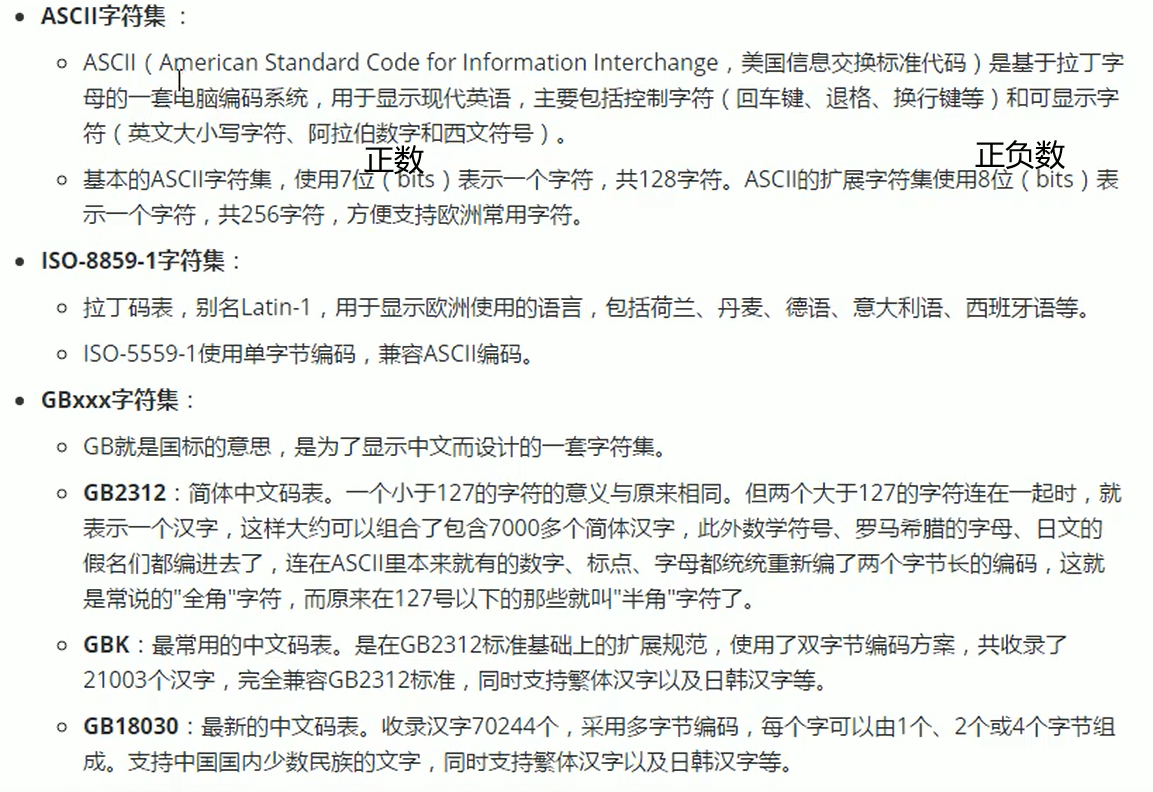 ASCII字符集 ：
ASCII（American Standard Code for Information Interchange，美国信息交换标准代码）是基于拉丁字
母的一套电脑编码系统，用于显示现代英语，主要包括控制字符（回车键、退格、换行键等）和可显示字
符（英文大小写字符、阿拉伯数字和西文符号）。
正数
正负数
基本的ASCII字符集，使用7位（bits）表示一个字符，共128字符。ASCII的扩展字符集使用8位（bits）表
示一个字符，共256字符，方便支持欧洲常用字符。
ISO-8859-1字符集：
拉丁码表，别名Latin-1，用于显示欧洲使用的语言，包括荷兰、丹麦、德语、意大利语、西班牙语等。
ISO-5559-1使用单字节编码，兼容ASCII编码。
GBxxx字符集：
GB就是国标的意思，是为了显示中文而设计的一套字符集。
GB2312：简体中文码表。一个小于127的字符的意义与原来相同。但两个大于127的字符连在一起时，就
表示一个汉字，这样大约可以组合了包含7000多个简体汉字，此外数学符号、罗马希腊的字母、日文的
假名们都编进去了，连在ASCII里本来就有的数字、标点、字母都统统重新编了两个字节长的编码，这就
是常说的"全角"字符，而原来在127号以下的那些就叫"半角"字符了。
GBK：最常用的中文码表。是在GB2312标准基础上的扩展规范，使用了双字节编码方案，共收录了
21003个汉字，完全兼容GB2312标准，同时支持繁体汉字以及日韩汉字等。
GB18030：最新的中文码表。收录汉字70244个，采用多字节编码，每个字可以由1个、2个或4个字节组
成。支持中国国内少数民族的文字，同时支持繁体汉字以及日韩汉字等。